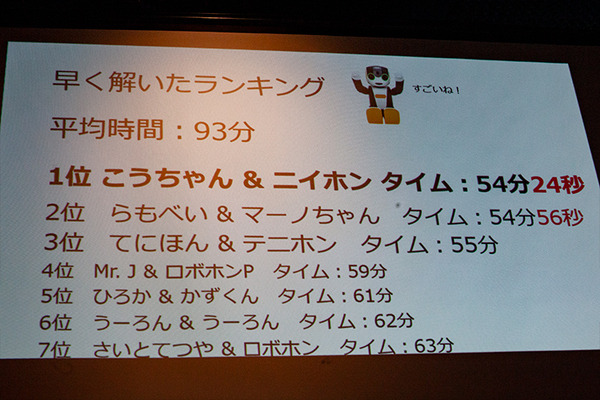 早く解いたランキング
すごいね！
平均時間：93分
1位 こうちゃん & ニイホン タイム：54分24秒
2位 らもべい & マーノちゃん タイム：54分56秒
3位 てにほん & テニホン タイム：55分
4位 Mr. J & ロボホンP タイム：59分
5位 ひろか & かずくん タイム：61分
6位 うーろん & うーろん タイム：62分
7位 さいとてつや & ロボホン タイム：63分